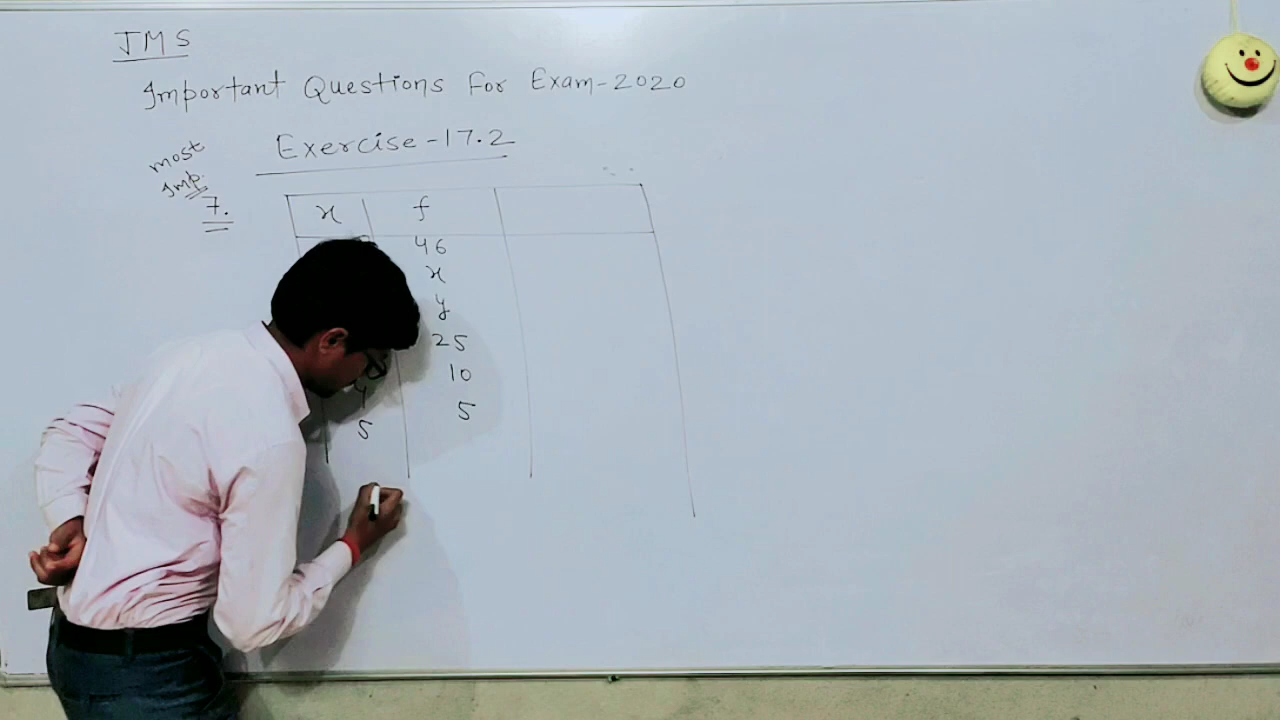 JMS
Important Questions For Exam-2020
Exercise-17.2
most
Imp.
7.
x f
46
x
y
25
10
4
5
5